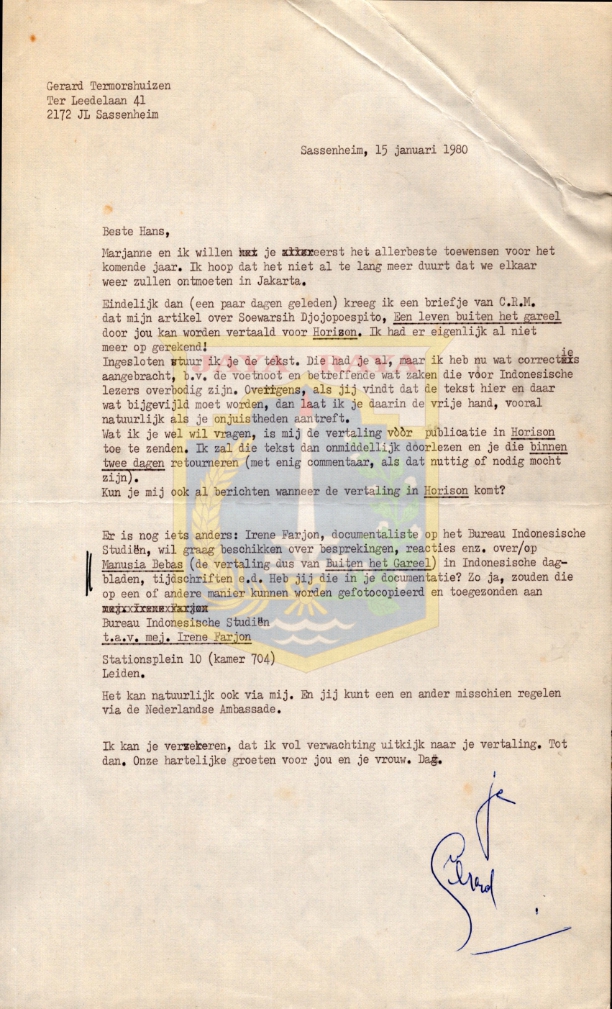 Gerard Termorshuizen
Ter Leedelaan 41
2172 JL Sassenheim
Sassenheim, 15 januari 1980
Beste Hans,
Marjanne en ik willen je eerst het allerbeste toewensen voor het
komende jaar. Ik hoop dat het niet al te lang meer duurt dat we elkaar
weer zullen ontmoeten in Jakarta.
Eindelijk dan (een paar dagen geleden) kreeg ik een briefje van C.R.M.
dat mijn artikel over Soewarsih Djojopoespito, Een leven buiten het gareel
door jou kan worden vertaald voor Horison. Ik had er eigenlijk al niet
meer op gerekend!
Ingesloten stuur ik je de tekst. Die had je al, maar ik heb nu wat correctie
aangebracht, b.v. de voetnoot en betreffende wat zaken die voor Indonesische
lezers overbodig zijn. Overigens, als jij vindt dat de tekst hier en daar
wat bijgevijld moet worden, dan laat ik je daarin de vrije hand, vooral
natuurlijk als je onjuistheden aantreft.
Wat ik je wel wil vragen, is mij de vertaling vòòr publicatie in Horison
toe te zenden. Ik zal die tekst dan onmiddellijk doorlezen en je die binnen
twee dagen retourneren (met enig commentaar, als dat nuttig of nodig mocht
zijn).
Kun je mij ook al berichten wanneer de vertaling in Horison komt?
Er is nog iets anders: Irene Farjon, documentaliste op het Bureau Indonesische
Studiën, wil graag beschikken over besprekingen, reacties enz. over/op
Manusia Bebas (de vertaling dus van Buiten het Gareel) in Indonesische dag-
bladen, tijdschriften e.d. Heb jij die in je documentatie? Zo ja, zouden die
op een of andere manier kunnen worden gefotocopieerd en toegezonden aan
mej. Irene Farjon
Bureau Indonesische Studiën
t.a.v. mej. Irene Farjon
Stationsplein 10 (kamer 704)
Leiden.
Het kan natuurlijk ook via mij. En jij kunt een en ander misschien regelen
via de Nederlandse Ambassade.
Ik kan je verzekeren, dat ik vol verwachting uitkijk naar je vertaling. Tot
dan. Onze hartelijke groeten voor jou en je vrouw. Dag.
je
Gerard
JAYA RAYA